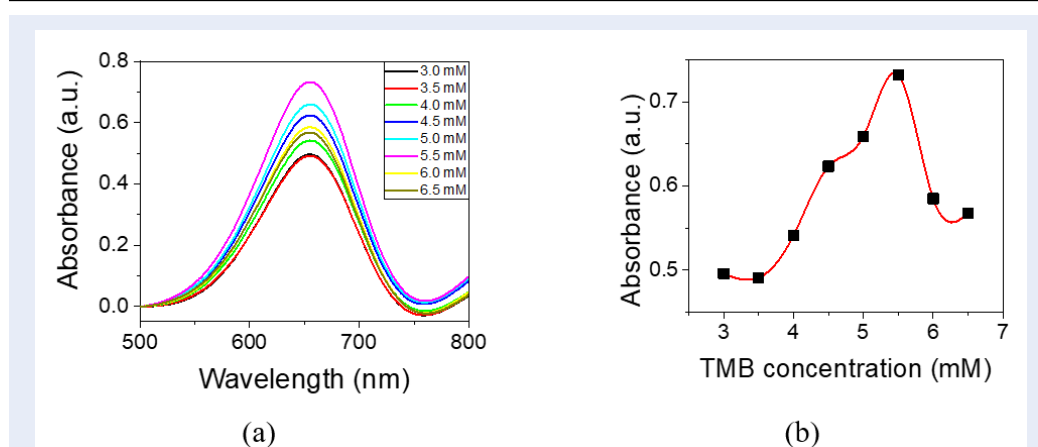 0.8
0.6
0.4
0.2
0.0
Absorbance (a.u.)
500 600 700 800
Wavelength (nm)
3.0 mM
3.5 mM
4.0 mM
4.5 mM
5.0 mM
5.5 mM
6.0 mM
6.5 mM
(a)
0.7
0.6
0.5
Absorbance (a.u.)
3 4 5 6 7
TMB concentration (mM)
(b)